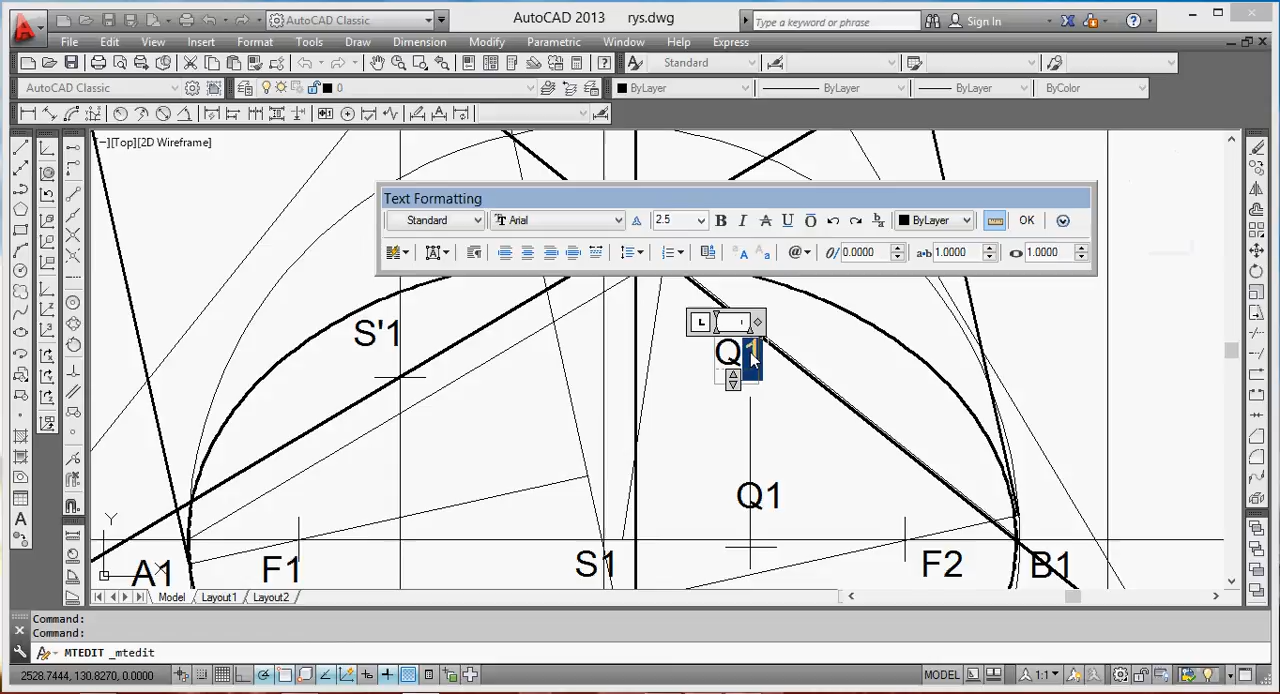 AutoCAD Classic
AutoCAD 2013 rys.dwg
Type a keyword or phrase
Sign In
File Edit View Insert Format Tools Draw Dimension Modify Parametric Window Help Express
Standard
AutoCAD Classic 0 ByLayer ByLayer ByLayer ByColor
[−][Top][2D Wireframe]
Text Formatting
Standard Arial 2.5 B I A U O ByLayer OK
@ 0/ 0.0000 a•b 1.0000 1.0000
S'1
L
Q1
Q1
Y
X
A1 F1 S1 F2 B1
Model Layout1 Layout2
Command:
Command:
MTEDIT _mtedit
2528.7444, 130.8270, 0.0000 MODEL 1:1